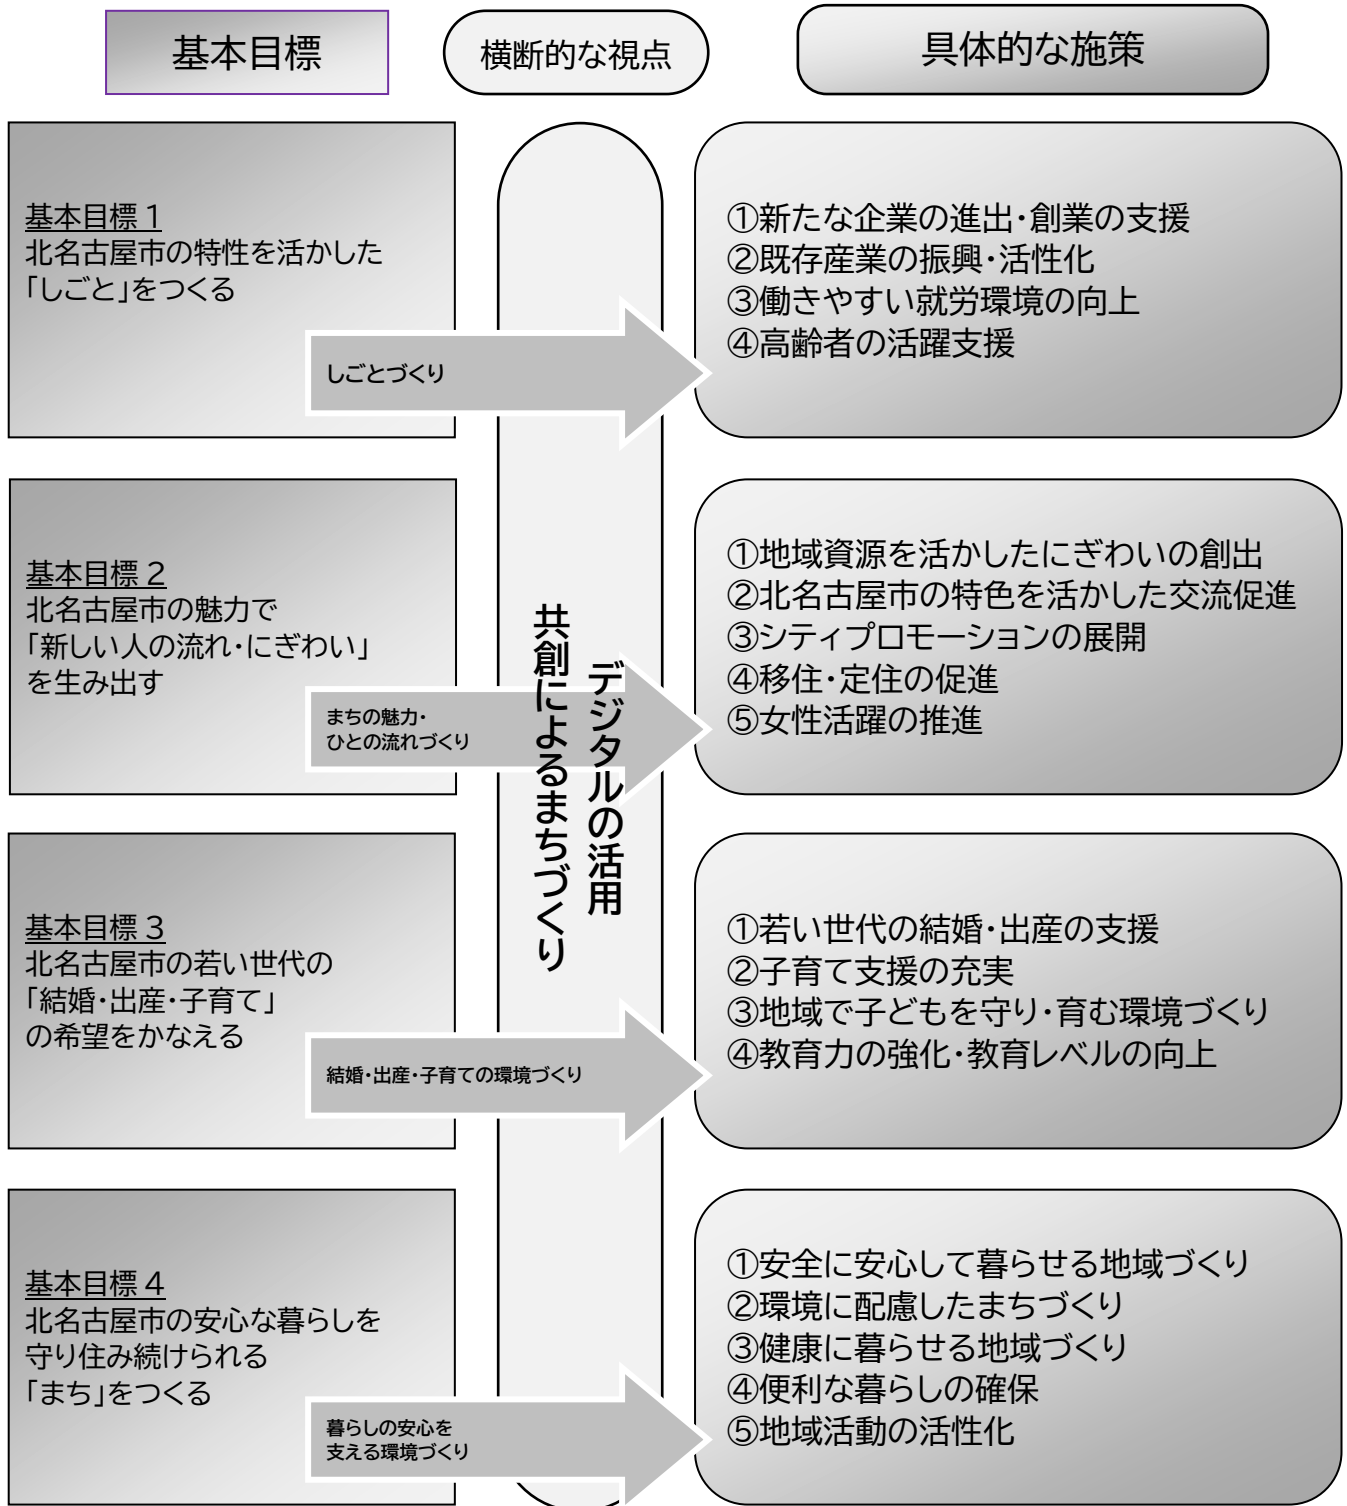 基本目標
横断的な視点
具体的な施策
基本目標1
北名古屋市の特性を活かした
「しごと」をつくる
しごとづくり
①新たな企業の進出・創業の支援
②既存産業の振興・活性化
③働きやすい就労環境の向上
④高齢者の活躍支援
基本目標2
北名古屋市の魅力で
「新しい人の流れ・にぎわい」
を生み出す
まちの魅力・
ひとの流れづくり
①地域資源を活かしたにぎわいの創出
②北名古屋市の特色を活かした交流促進
③シティプロモーションの展開
④移住・定住の促進
⑤女性活躍の推進
デジタルの活用
共創によるまちづくり
基本目標3
北名古屋市の若い世代の
「結婚・出産・子育て」
の希望をかなえる
結婚・出産・子育ての環境づくり
①若い世代の結婚・出産の支援
②子育て支援の充実
③地域で子どもを守り・育む環境づくり
④教育力の強化・教育レベルの向上
基本目標4
北名古屋市の安心な暮らしを
守り住み続けられる
「まち」をつくる
暮らしの安心を
支える環境づくり
①安全に安心して暮らせる地域づくり
②環境に配慮したまちづくり
③健康に暮らせる地域づくり
④便利な暮らしの確保
⑤地域活動の活性化